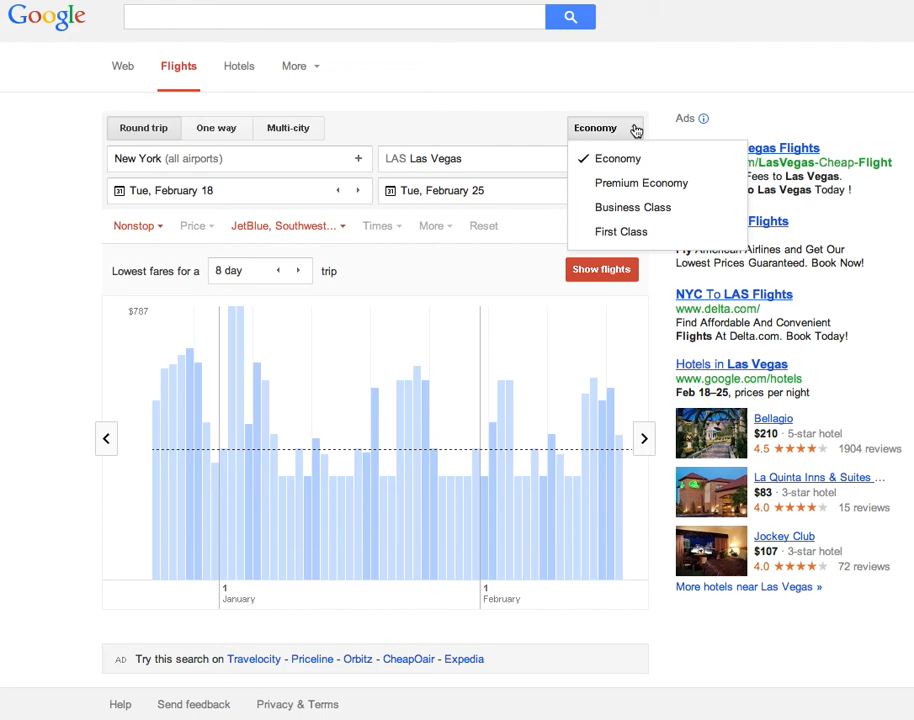 Google
Web Flights Hotels More
Round trip One way Multi-city Economy
New York (all airports) + LAS Las Vegas
Tue, February 18 Tue, February 25
Economy
Premium Economy
Business Class
First Class
Nonstop Price JetBlue, Southwest... Times More Reset
Lowest fares for a 8 day trip Show flights
$787
1 January
1 February
Ads
egas Flights
m/LasVegas-Cheap-Flight
Fees to Las Vegas.
o Las Vegas Today !
Flights
Fly American Airlines and Get Our
Lowest Prices Guaranteed. Book Now!
NYC To LAS Flights
www.delta.com/
Find Affordable And Convenient
Flights At Delta.com. Book Today!
Hotels in Las Vegas
www.google.com/hotels
Feb 18–25, prices per night
Bellagio
$210 · 5-star hotel
4.5 ★★★★★ 1904 reviews
La Quinta Inns & Suites ...
$83 · 3-star hotel
4.0 ★★★★★ 15 reviews
Jockey Club
$107 · 3-star hotel
4.0 ★★★★★ 72 reviews
More hotels near Las Vegas »
AD Try this search on Travelocity - Priceline - Orbitz - CheapOair - Expedia
Help Send feedback Privacy & Terms